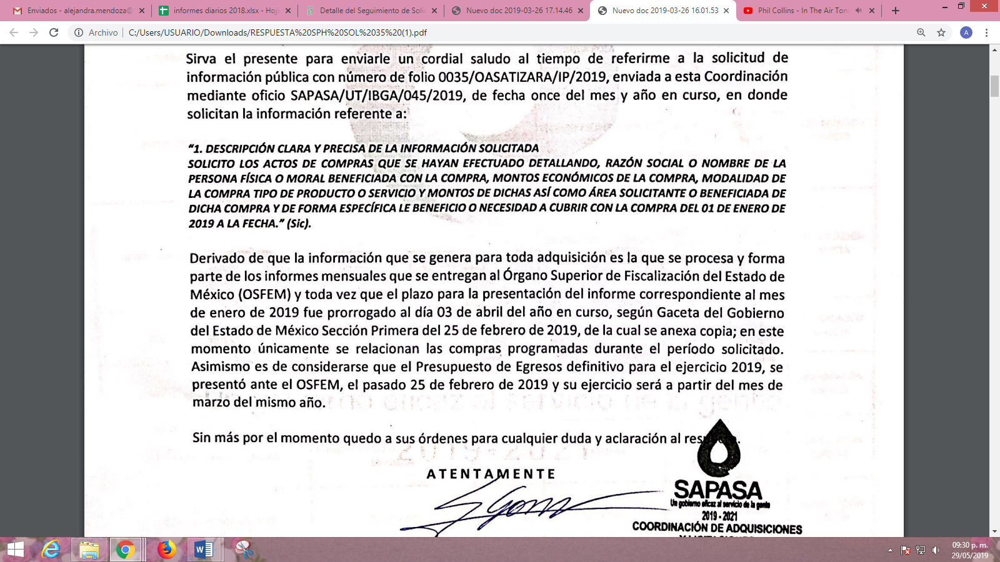 Enviados - alejandra.mendoza@
informes diarios 2018.xlsx - Hoja
Detalle del Seguimiento de Solic
Nuevo doc 2019-03-26 17.14.46
Nuevo doc 2019-03-26 16.01.53
Phil Collins - In The Air Ton
Archivo | C:/Users/USUARIO/Downloads/RESPUESTA%20SPH%20SOL%2035%20(1).pdf
A
Sirva el presente para enviarle un cordial saludo al tiempo de referirme a la solicitud de
información pública con número de folio 0035/OASATIZARA/IP/2019, enviada a esta Coordinación
mediante oficio SAPASA/UT/IBGA/045/2019, de fecha once del mes y año en curso, en donde
solicitan la información referente a:
“1. DESCRIPCIÓN CLARA Y PRECISA DE LA INFORMACIÓN SOLICITADA
SOLICITO LOS ACTOS DE COMPRAS QUE SE HAYAN EFECTUADO DETALLANDO, RAZÓN SOCIAL O NOMBRE DE LA
PERSONA FÍSICA O MORAL BENEFICIADA CON LA COMPRA, MONTOS ECONÓMICOS DE LA COMPRA, MODALIDAD DE
LA COMPRA TIPO DE PRODUCTO O SERVICIO Y MONTOS DE DICHAS ASÍ COMO ÁREA SOLICITANTE O BENEFICIADA DE
DICHA COMPRA Y DE FORMA ESPECÍFICA LE BENEFICIO O NECESIDAD A CUBRIR CON LA COMPRA DEL 01 DE ENERO DE
2019 A LA FECHA.” (Sic).
Derivado de que la información que se genera para toda adquisición es la que se procesa y forma
parte de los informes mensuales que se entregan al Órgano Superior de Fiscalización del Estado de
México (OSFEM) y toda vez que el plazo para la presentación del informe correspondiente al mes
de enero de 2019 fue prorrogado al día 03 de abril del año en curso, según Gaceta del Gobierno
del Estado de México Sección Primera del 25 de febrero de 2019, de la cual se anexa copia; en este
momento únicamente se relacionan las compras programadas durante el período solicitado.
Asimismo es de considerarse que el Presupuesto de Egresos definitivo para el ejercicio 2019, se
presentó ante el OSFEM, el pasado 25 de febrero de 2019 y su ejercicio será a partir del mes de
marzo del mismo año.
Sin más por el momento quedo a sus órdenes para cualquier duda y aclaración al respecto.
ATENTAMENTE
SAPASA
Un gobierno eficaz al servicio de la gente
2019 - 2021
COORDINACIÓN DE ADQUISICIONES
09:30 p. m.
29/05/2019